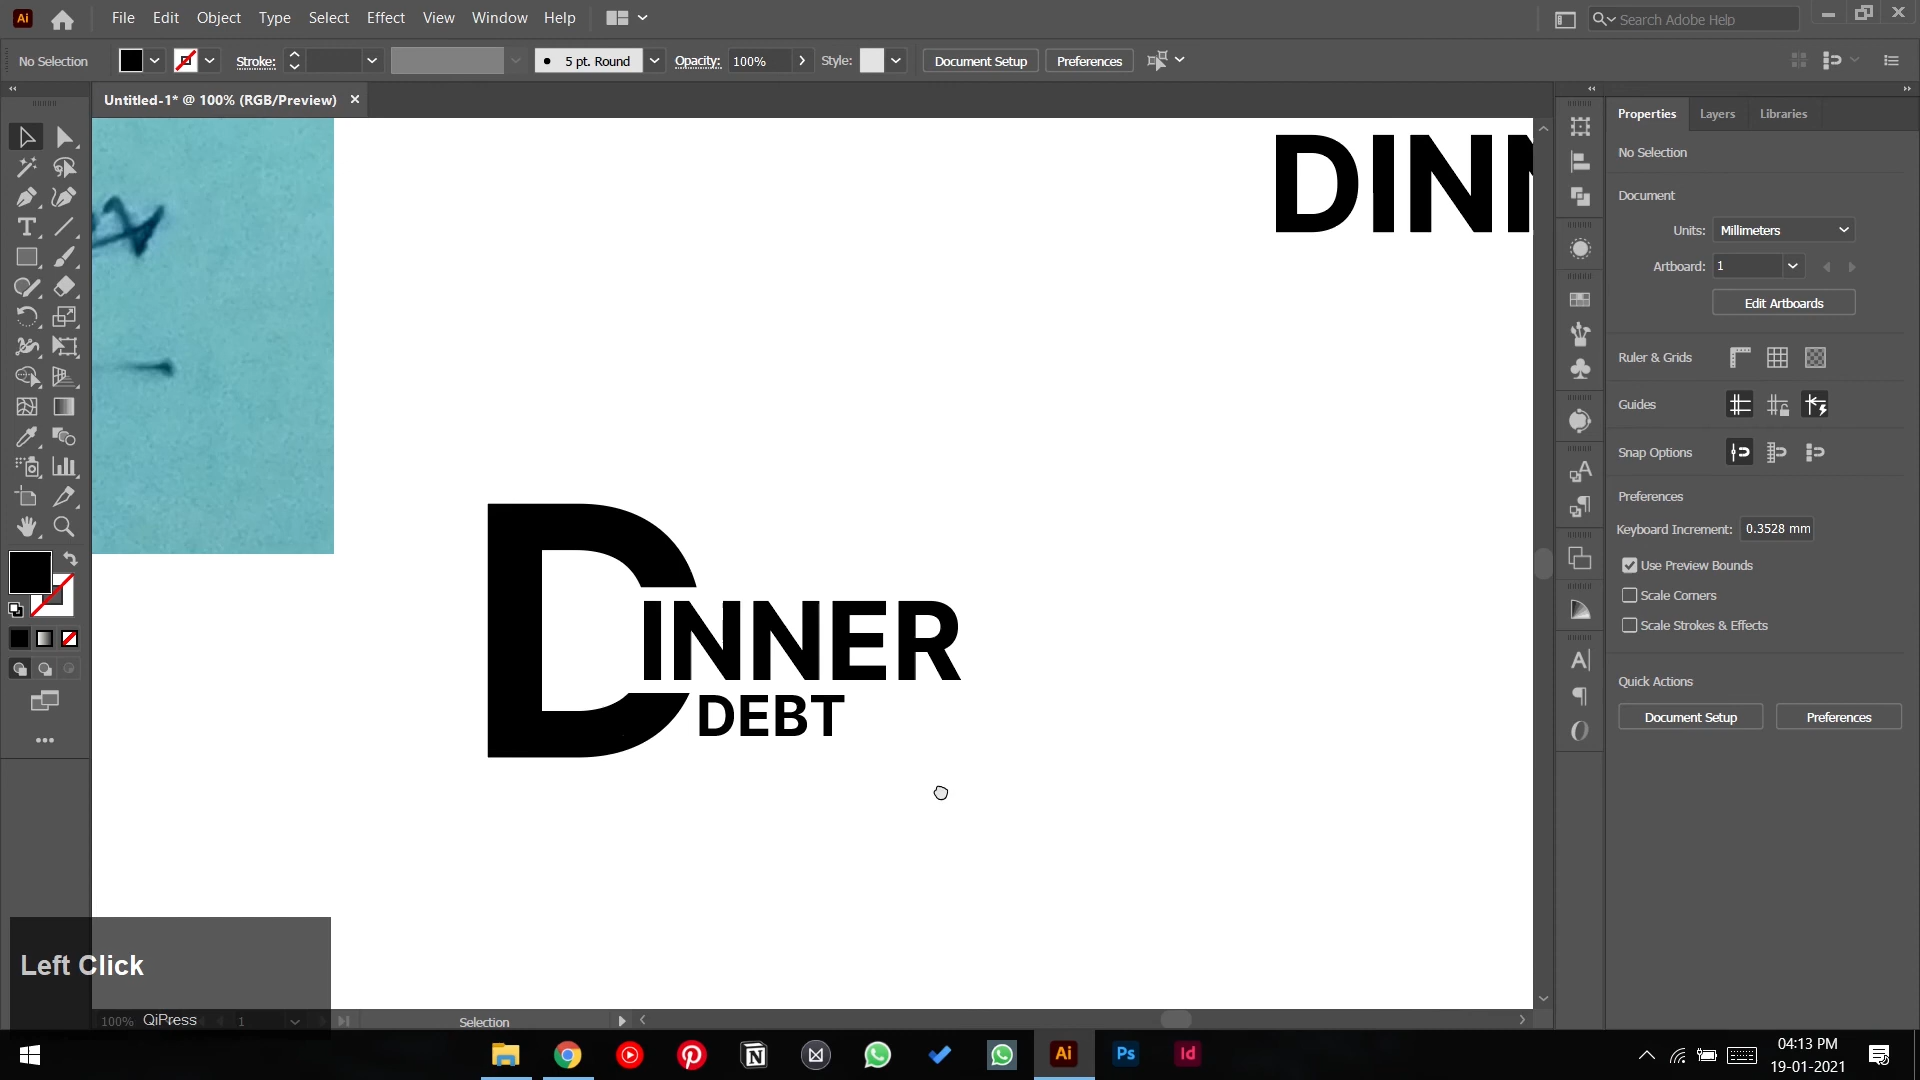 Ai File Edit Object Type Select Effect View Window Help Search Adobe Help
No Selection Stroke: 5 pt. Round Opacity: 100% Style: Document Setup Preferences
Untitled-1* @ 100% (RGB/Preview)
Properties Layers Libraries
No Selection
Document
Units: Millimeters
Artboard: 1
Edit Artboards
Ruler & Grids
Guides
Snap Options
Preferences
Keyboard Increment: 0.3528 mm
Use Preview Bounds
Scale Corners
Scale Strokes & Effects
Quick Actions
Document Setup Preferences
DINN
DINNER
DEBT
Left Click
QiPress
100% 1 Selection
Ai Ps Id
04:13 PM
19-01-2021